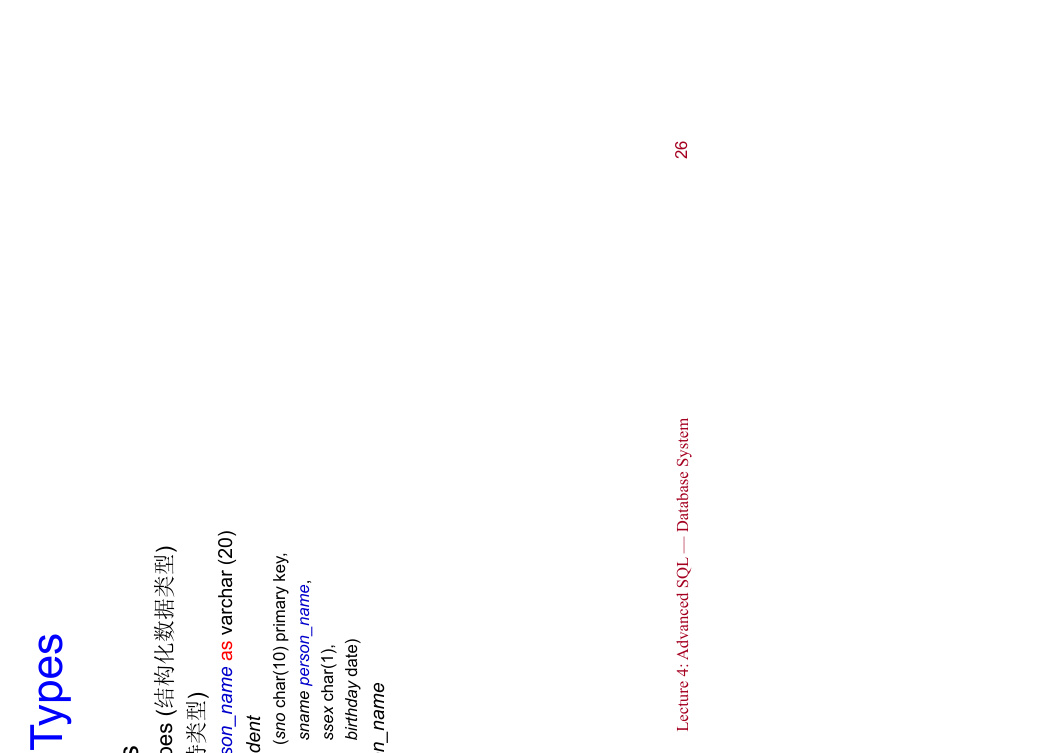 Types
s
pes (结构化数据类型)
特类型)
son_name as varchar (20)
dent
(sno char(10) primary key,
sname person_name,
ssex char(1),
birthday date)
n_name
Lecture 4: Advanced SQL — Database System
26